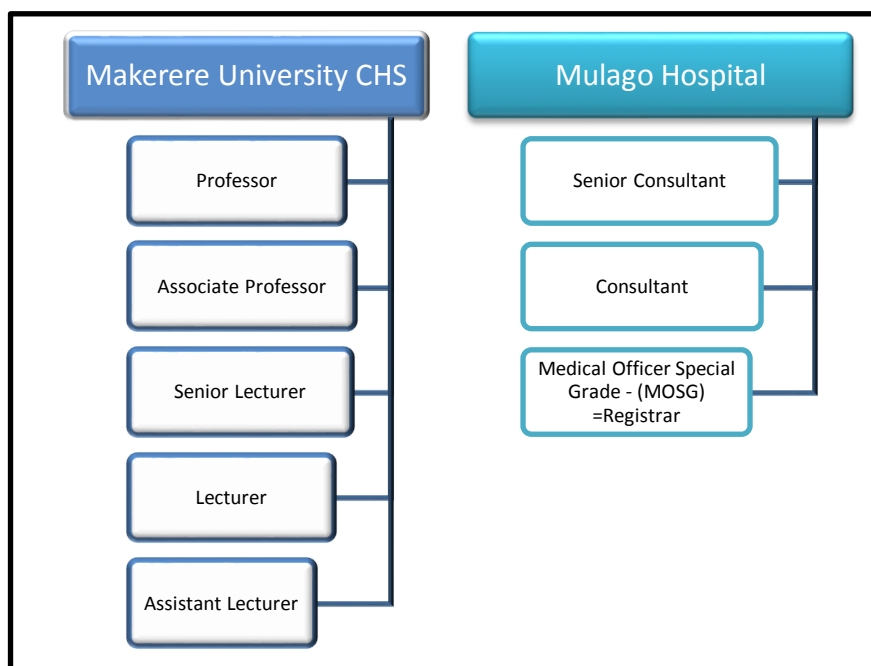 Makerere University CHS
Professor
Associate Professor
Senior Lecturer
Lecturer
Assistant Lecturer
Mulago Hospital
Senior Consultant
Consultant
Medical Officer Special
Grade - (MOSG)
=Registrar